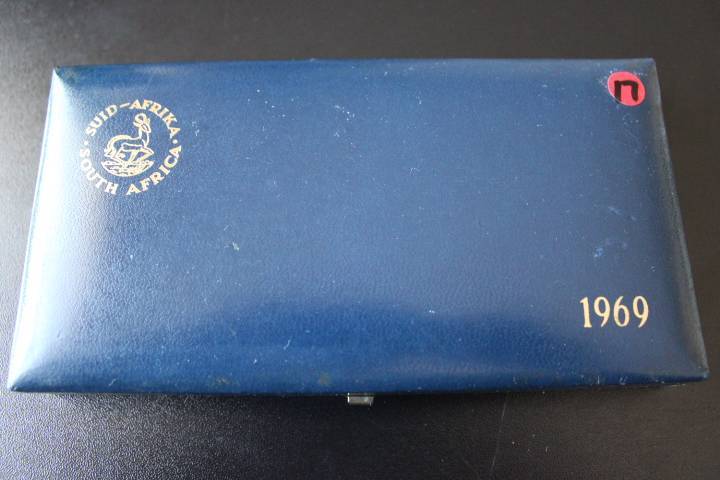 SUID-AFRIKA
SOUTH AFRICA
n
1969